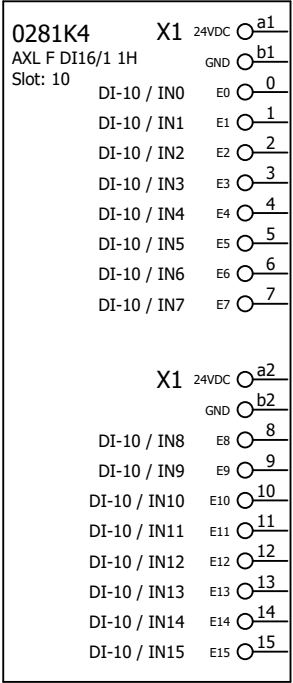 0281K4 X1 24VDC a1
AXL F DI16/1 1H GND b1
Slot: 10
DI-10 / IN0 E0 0
DI-10 / IN1 E1 1
DI-10 / IN2 E2 2
DI-10 / IN3 E3 3
DI-10 / IN4 E4 4
DI-10 / IN5 E5 5
DI-10 / IN6 E6 6
DI-10 / IN7 E7 7
X1 24VDC a2
GND b2
DI-10 / IN8 E8 8
DI-10 / IN9 E9 9
DI-10 / IN10 E10 10
DI-10 / IN11 E11 11
DI-10 / IN12 E12 12
DI-10 / IN13 E13 13
DI-10 / IN14 E14 14
DI-10 / IN15 E15 15